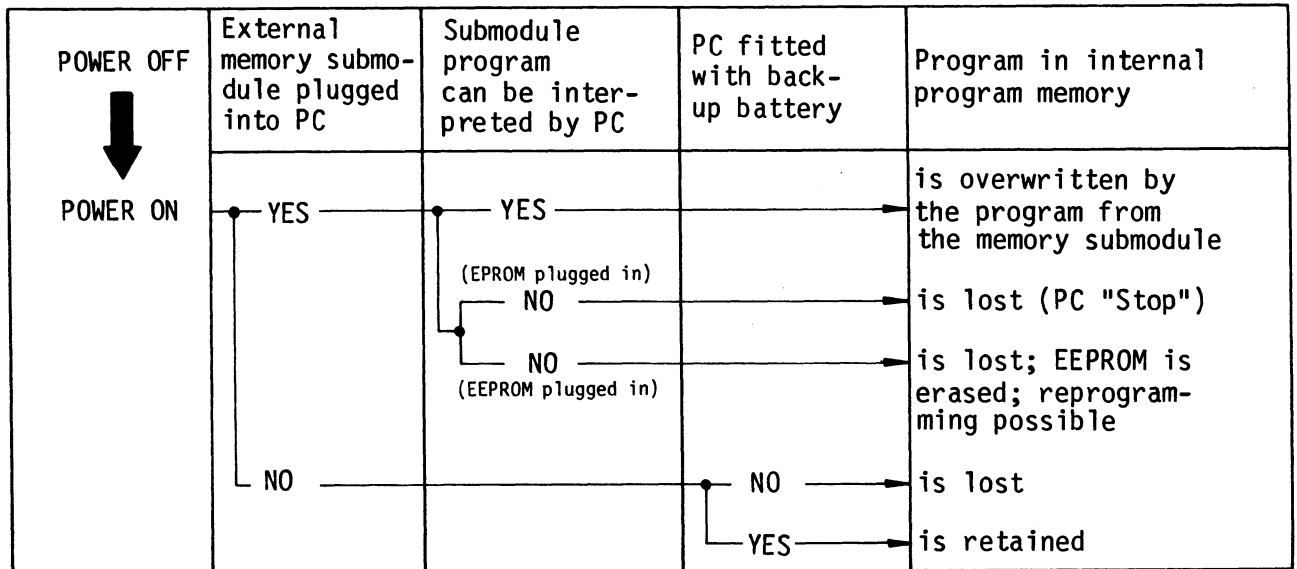 POWER OFF
POWER ON
External
memory submo-
dule plugged
into PC
Submodule
program
can be inter-
preted by PC
PC fitted
with back-
up battery
Program in internal
program memory
YES
YES
is overwritten by
the program from
the memory submodule
(EPROM plugged in)
NO
is lost (PC "Stop")
NO
(EEPROM plugged in)
is lost; EEPROM is
erased; reprogram-
ming possible
NO
NO
is lost
YES
is retained